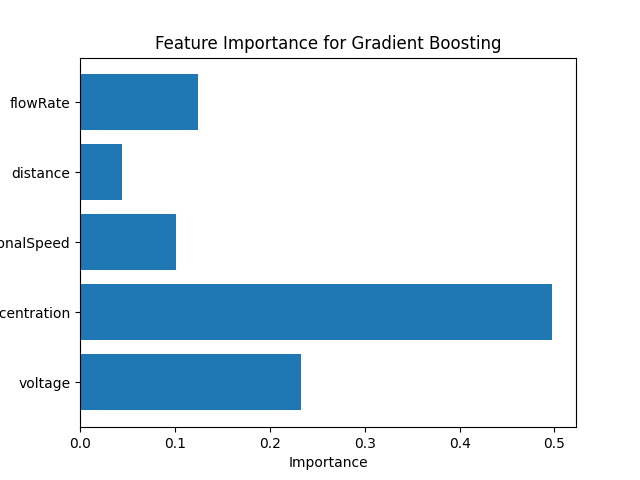 Feature Importance for Gradient Boosting
flowRate
distance
onalSpeed
centration
voltage
0.0 0.1 0.2 0.3 0.4 0.5
Importance